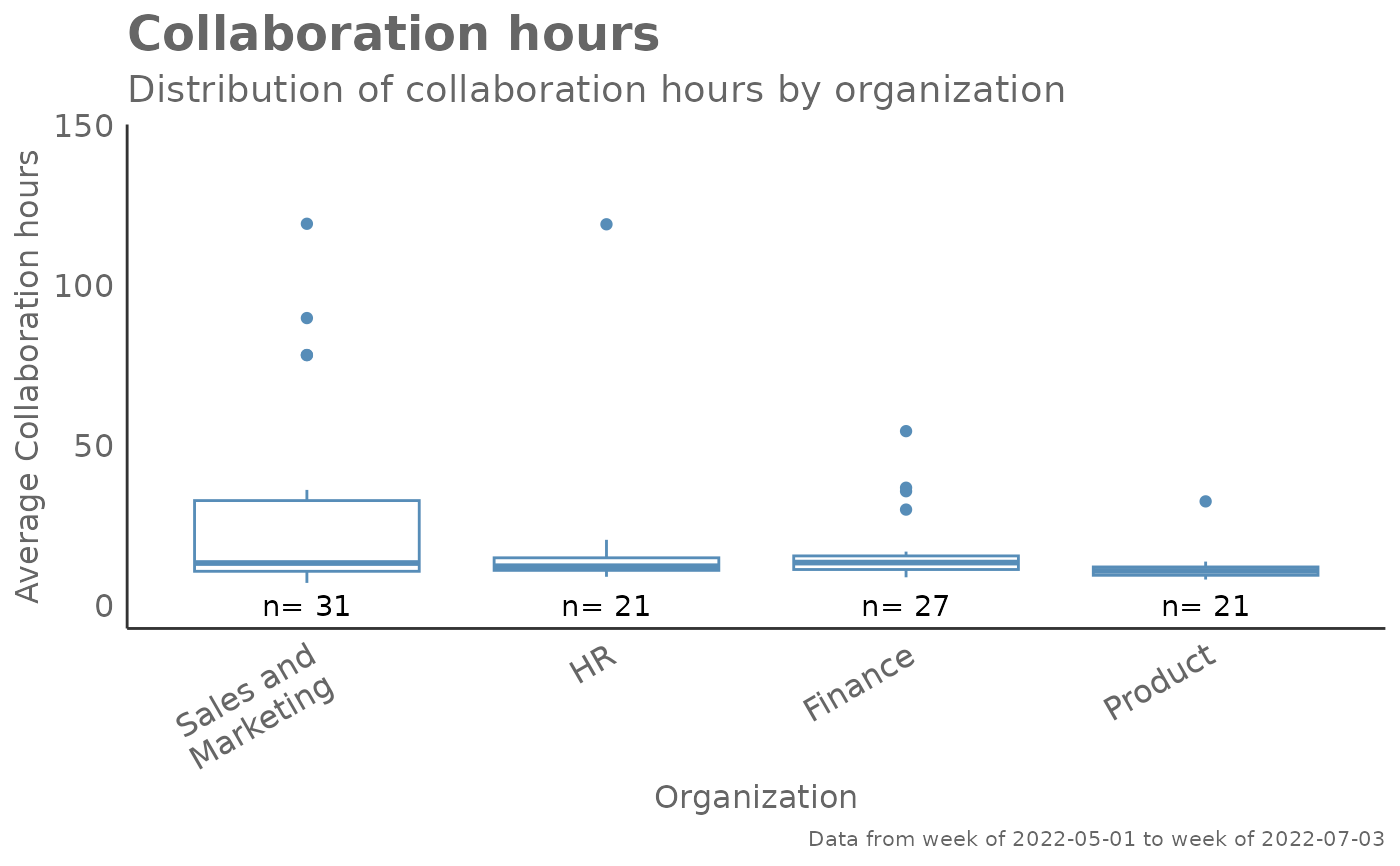 Collaboration hours
Distribution of collaboration hours by organization
150
100
50
0
Average Collaboration hours
n= 31
n= 21
n= 27
n= 21
Sales and
Marketing
HR
Finance
Product
Organization
Data from week of 2022-05-01 to week of 2022-07-03